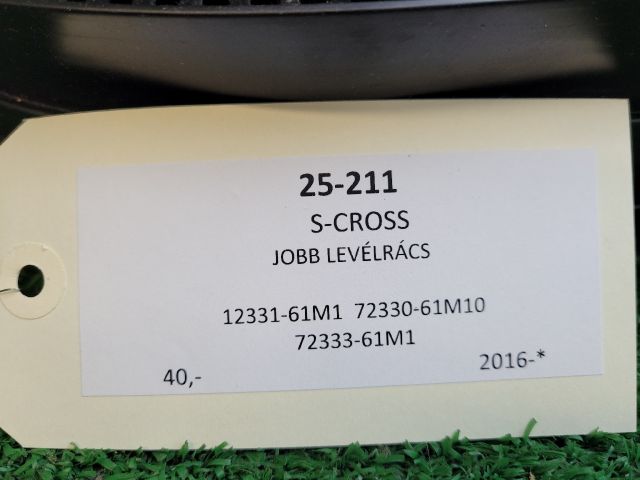 25-211
S-CROSS
JOBB LEVÉLRÁCS
12331-61M1 72330-61M10
72333-61M1
40,- 2016-*